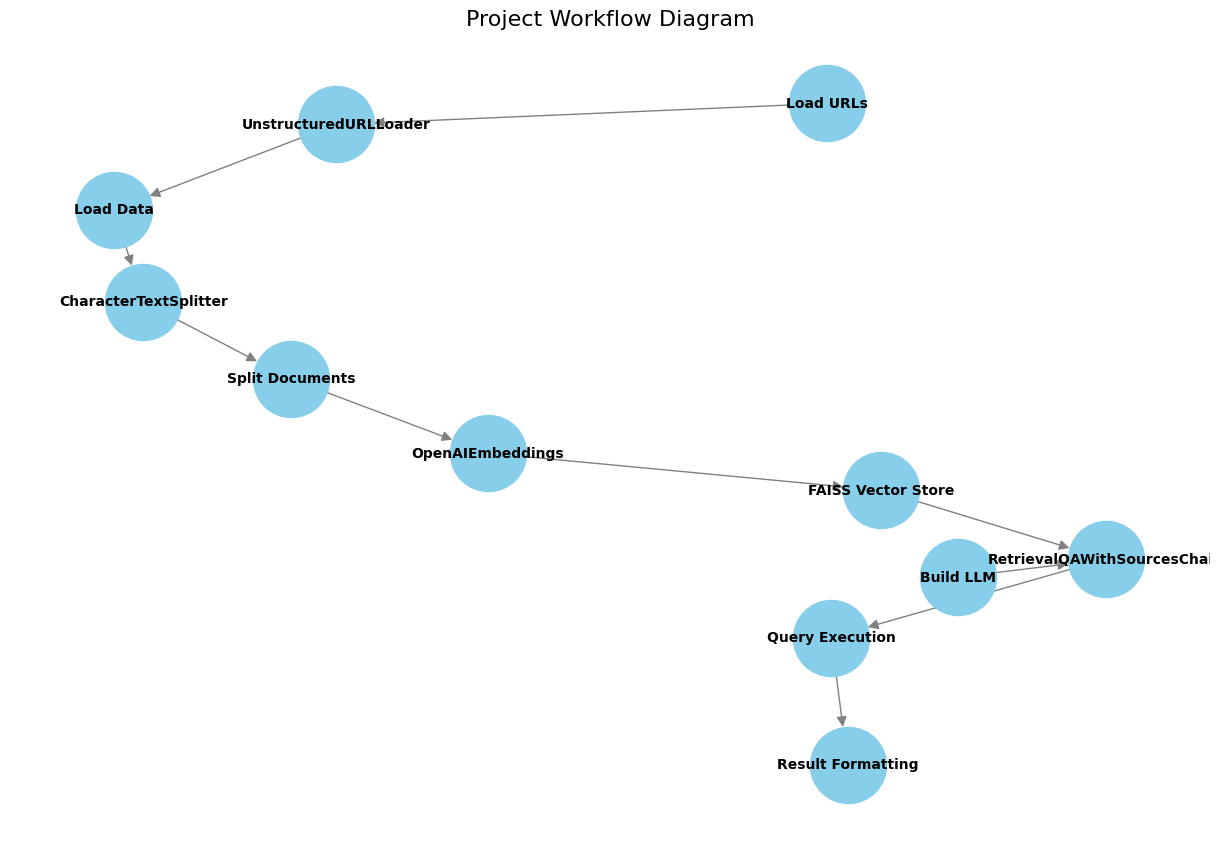 Project Workflow Diagram
Load URLs
UnstructuredURLLoader
Load Data
CharacterTextSplitter
Split Documents
OpenAIEmbeddings
FAISS Vector Store
RetrievalQAWithSourcesChai
Build LLM
Query Execution
Result Formatting